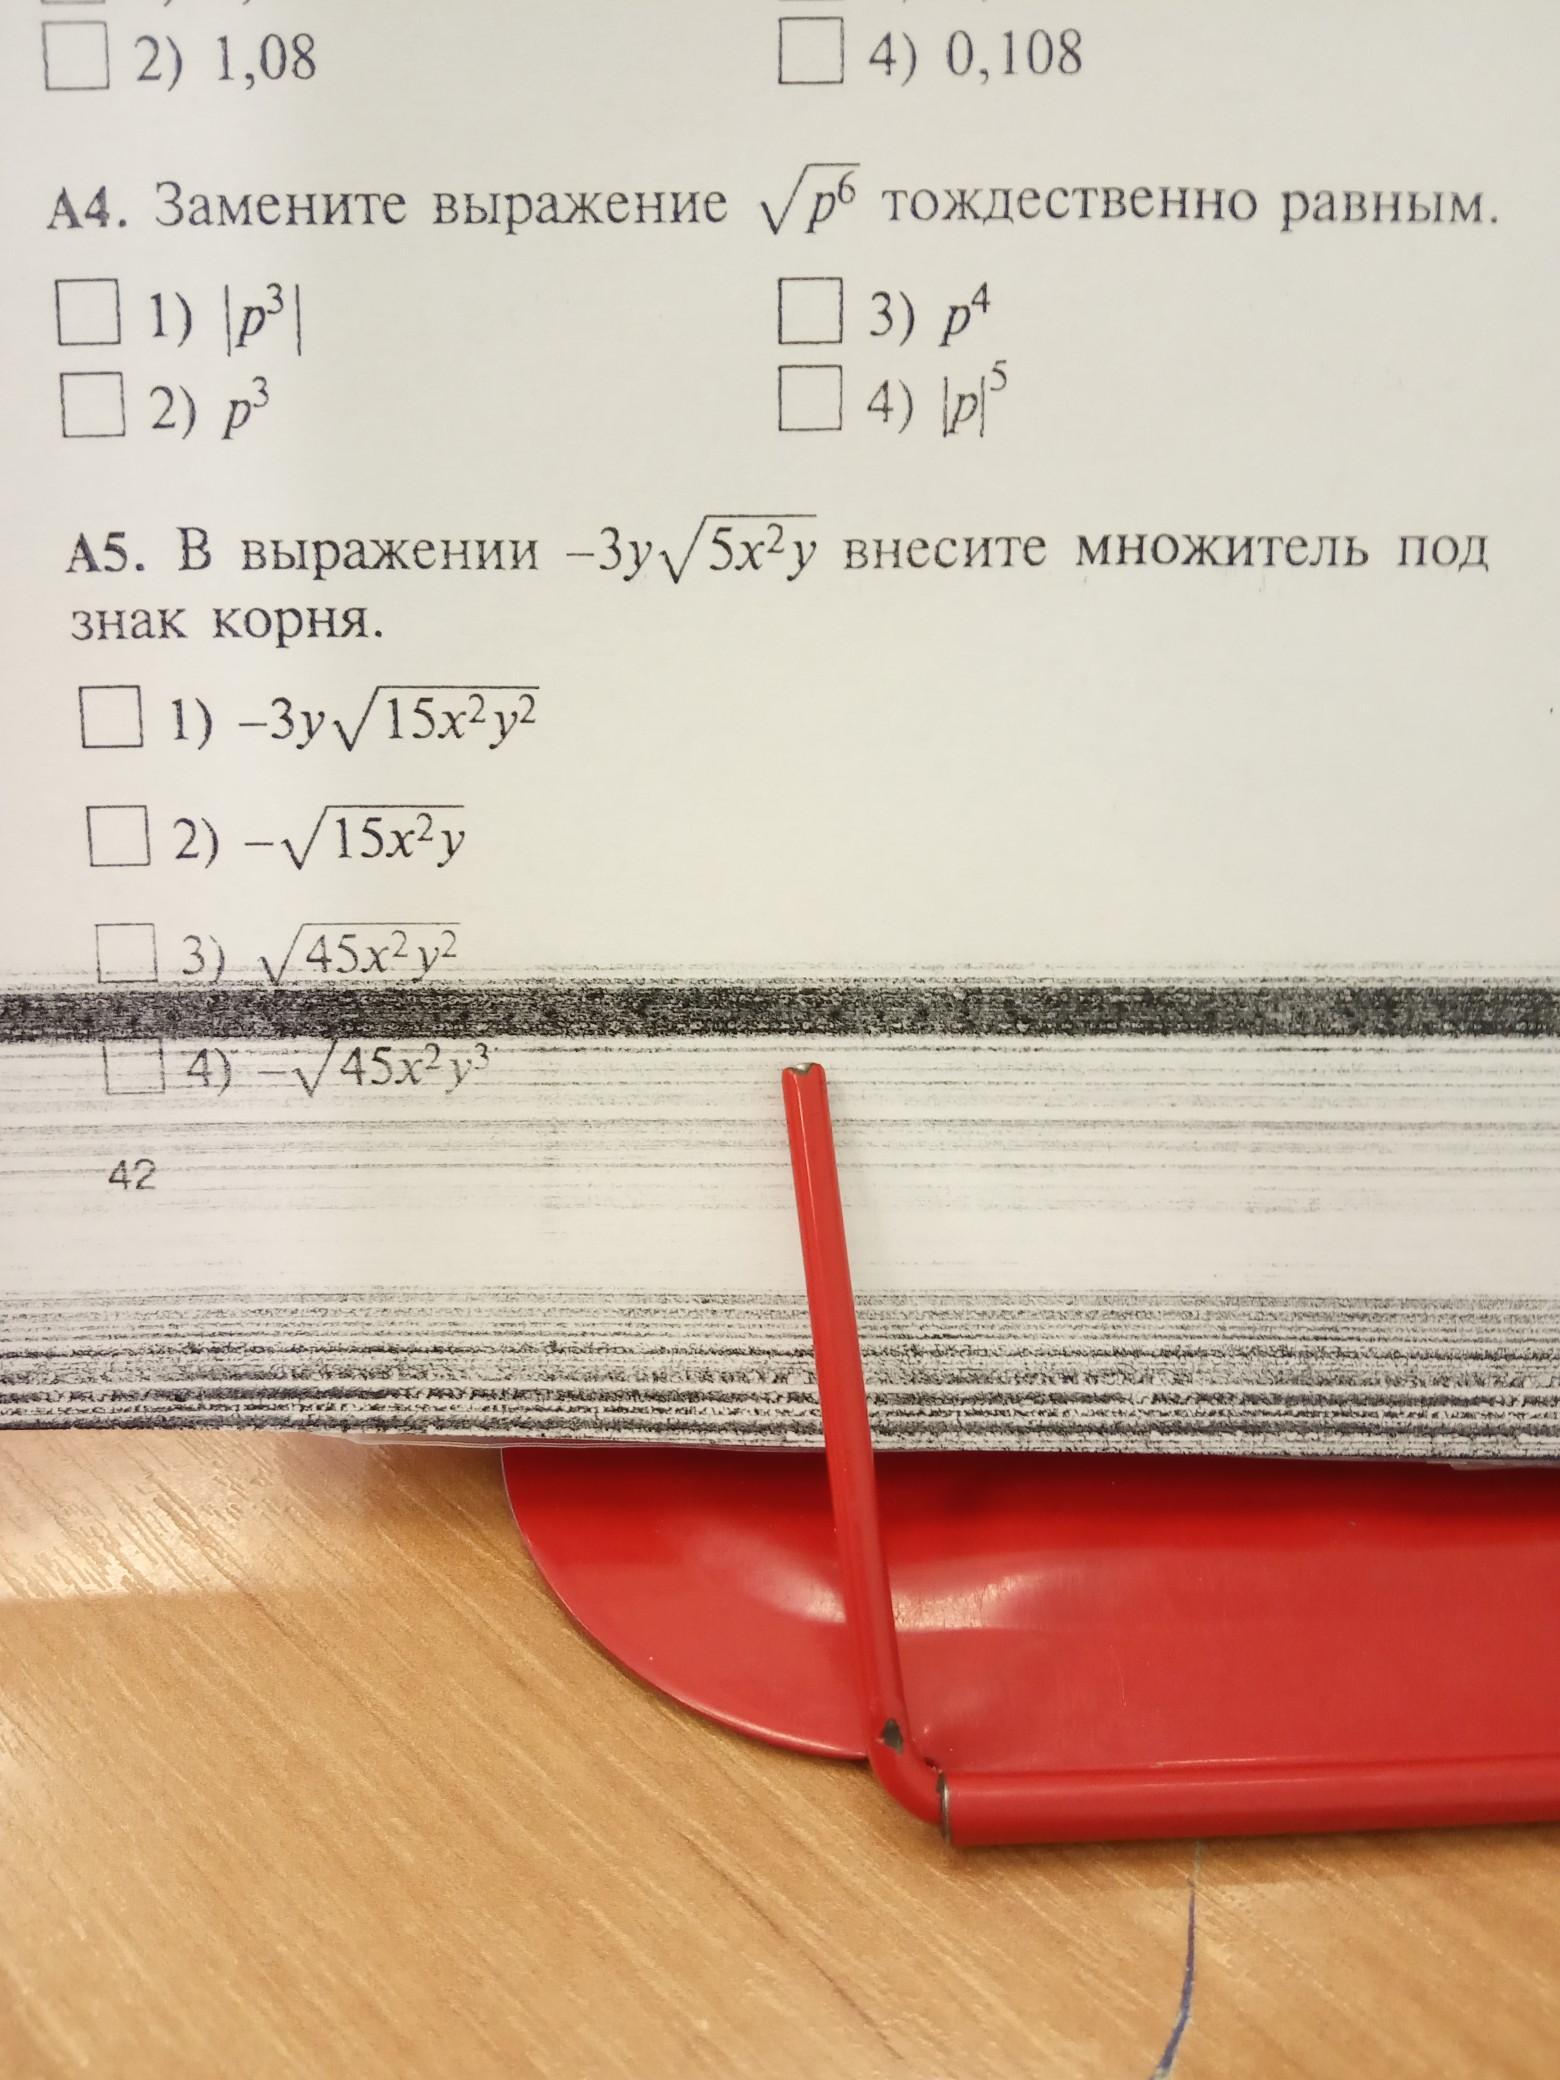 2) 1,08 4) 0,108
А4. Замените выражение √p⁶ тождественно равным.
1) |p³| 3) p⁴
2) p³ 4) |p|⁵
А5. В выражении –3y√5x²y внесите множитель под
знак корня.
1) –3y√15x²y²
2) –√15x²y
3) √45x²y²
4) –√45x²y³
42